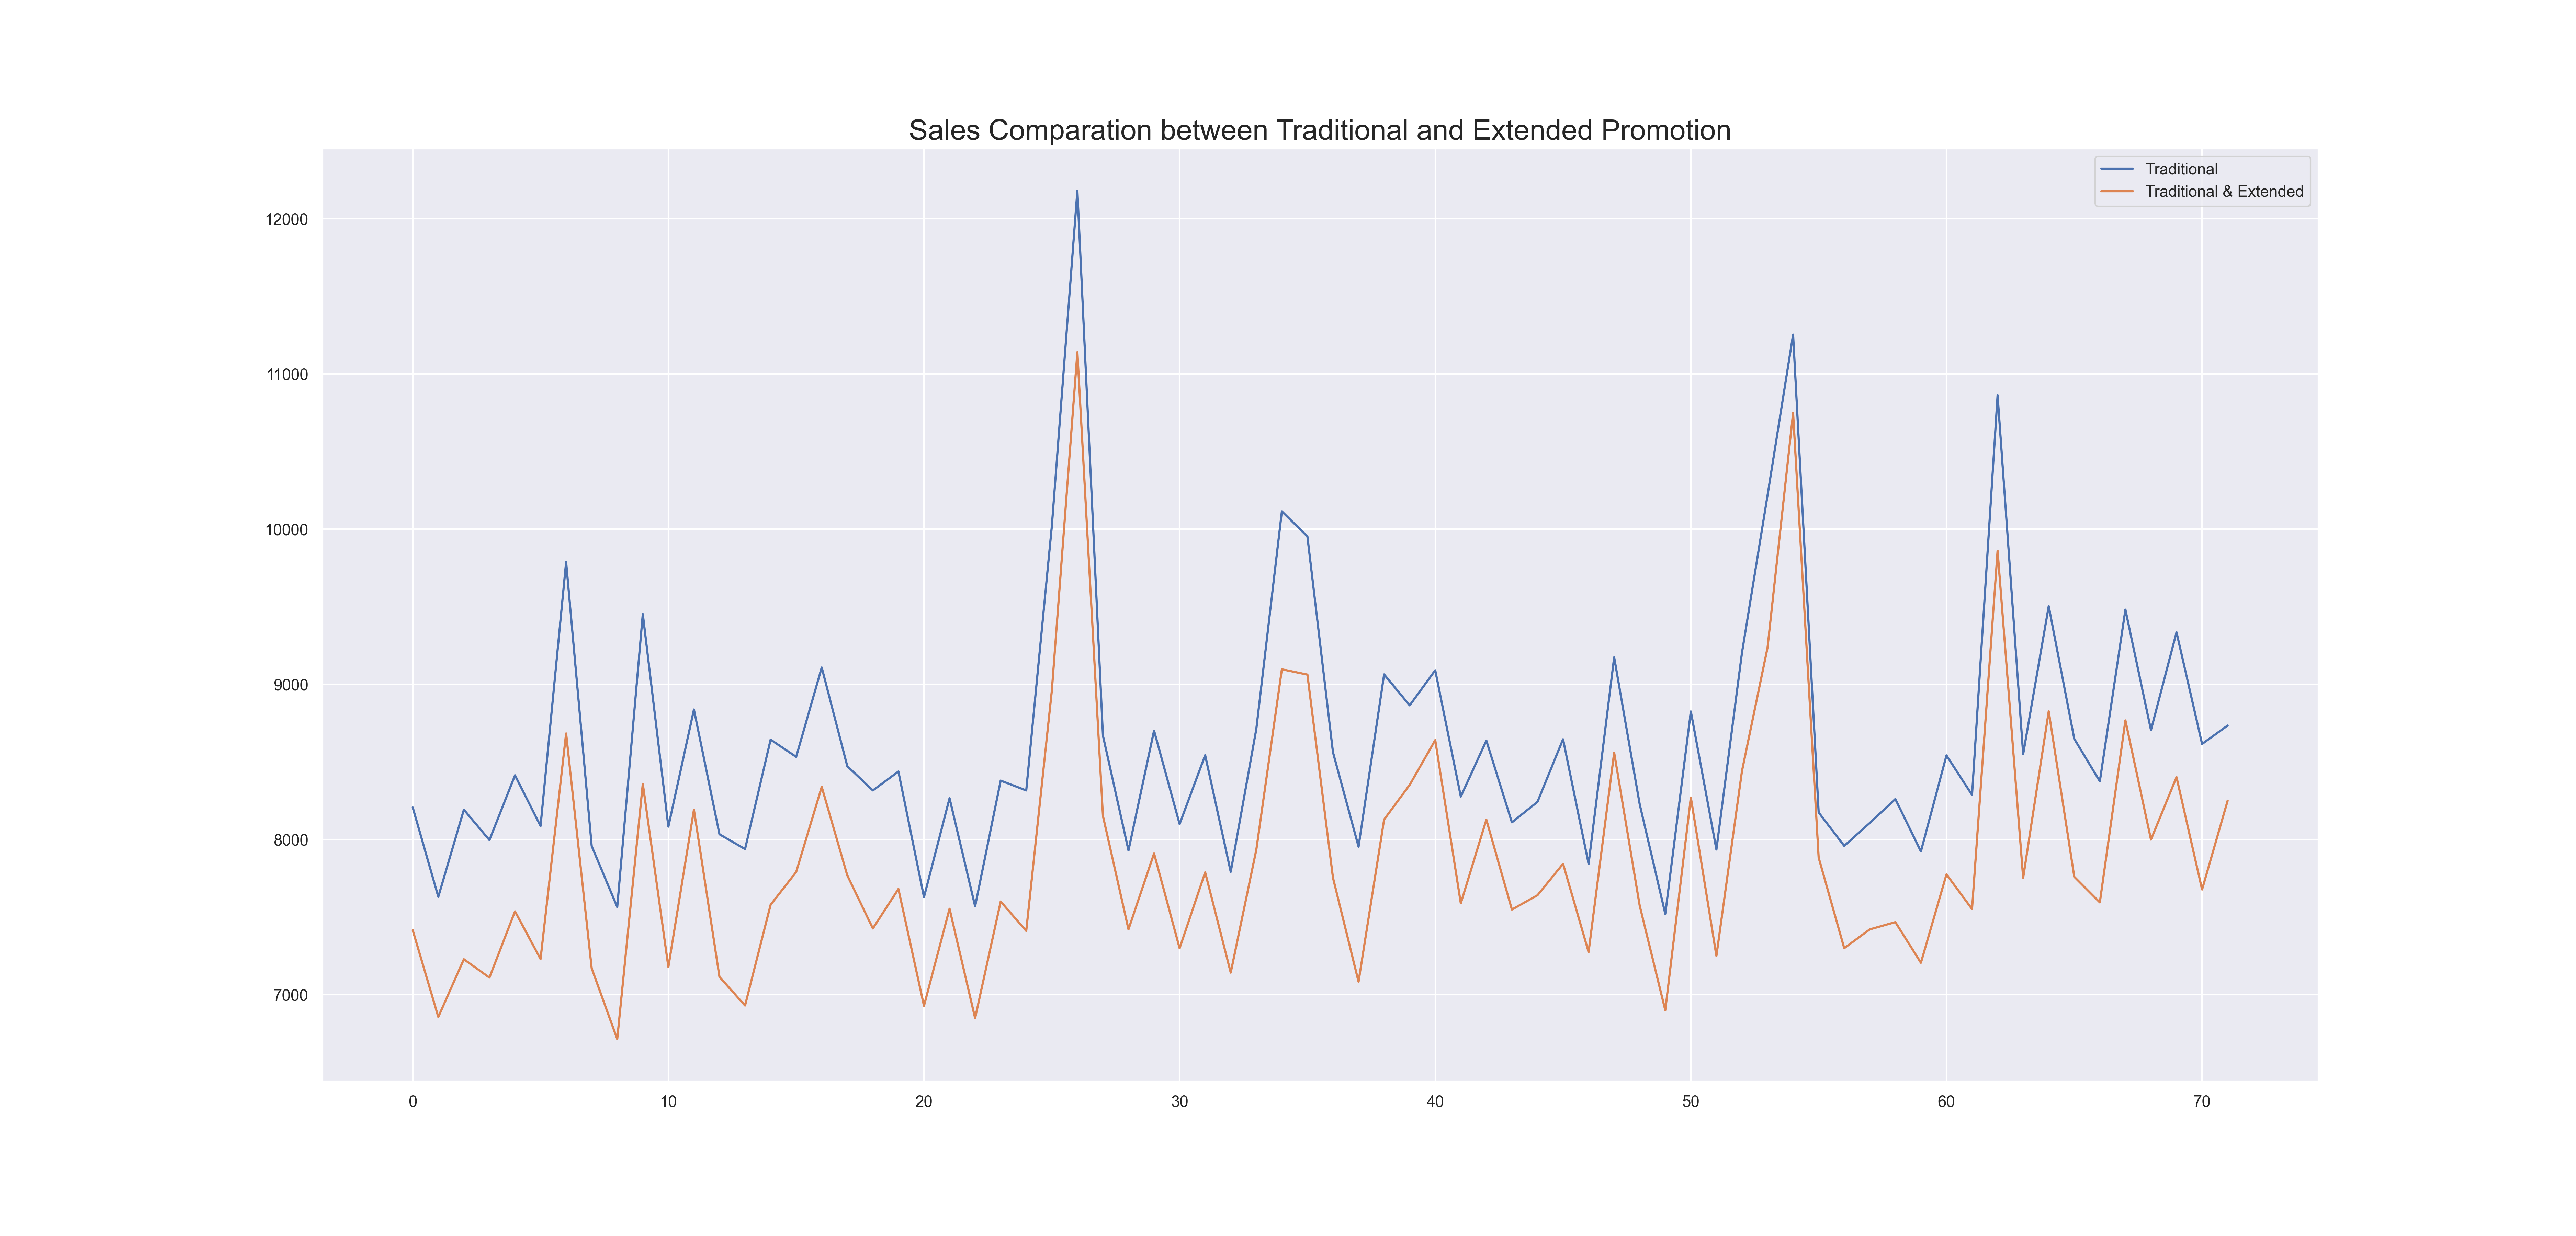 Sales Comparation between Traditional and Extended Promotion
Traditional
Traditional & Extended
12000
11000
10000
9000
8000
7000
0 10 20 30 40 50 60 70